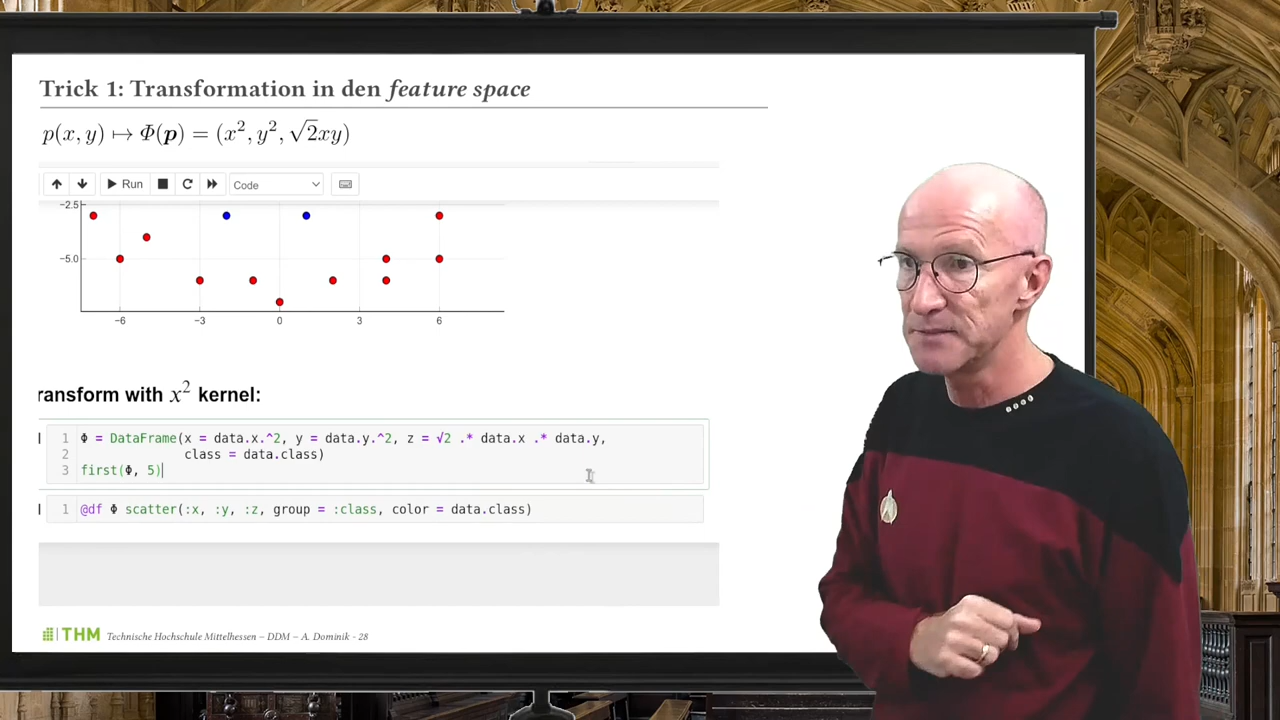 Trick 1: Transformation in den feature space
p(x, y) ↦ Φ(p) = (x², y², √2xy)
Run
Code
−2.5
−5.0
−6 −3 0 3 6
ransform with x² kernel:
1 Φ = DataFrame(x = data.x.^2, y = data.y.^2, z = √2 .* data.x .* data.y,
2 class = data.class)
3 first(Φ, 5)
1 @df Φ scatter(:x, :y, :z, group = :class, color = data.class)
THM Technische Hochschule Mittelhessen – DDM – A. Dominik - 28